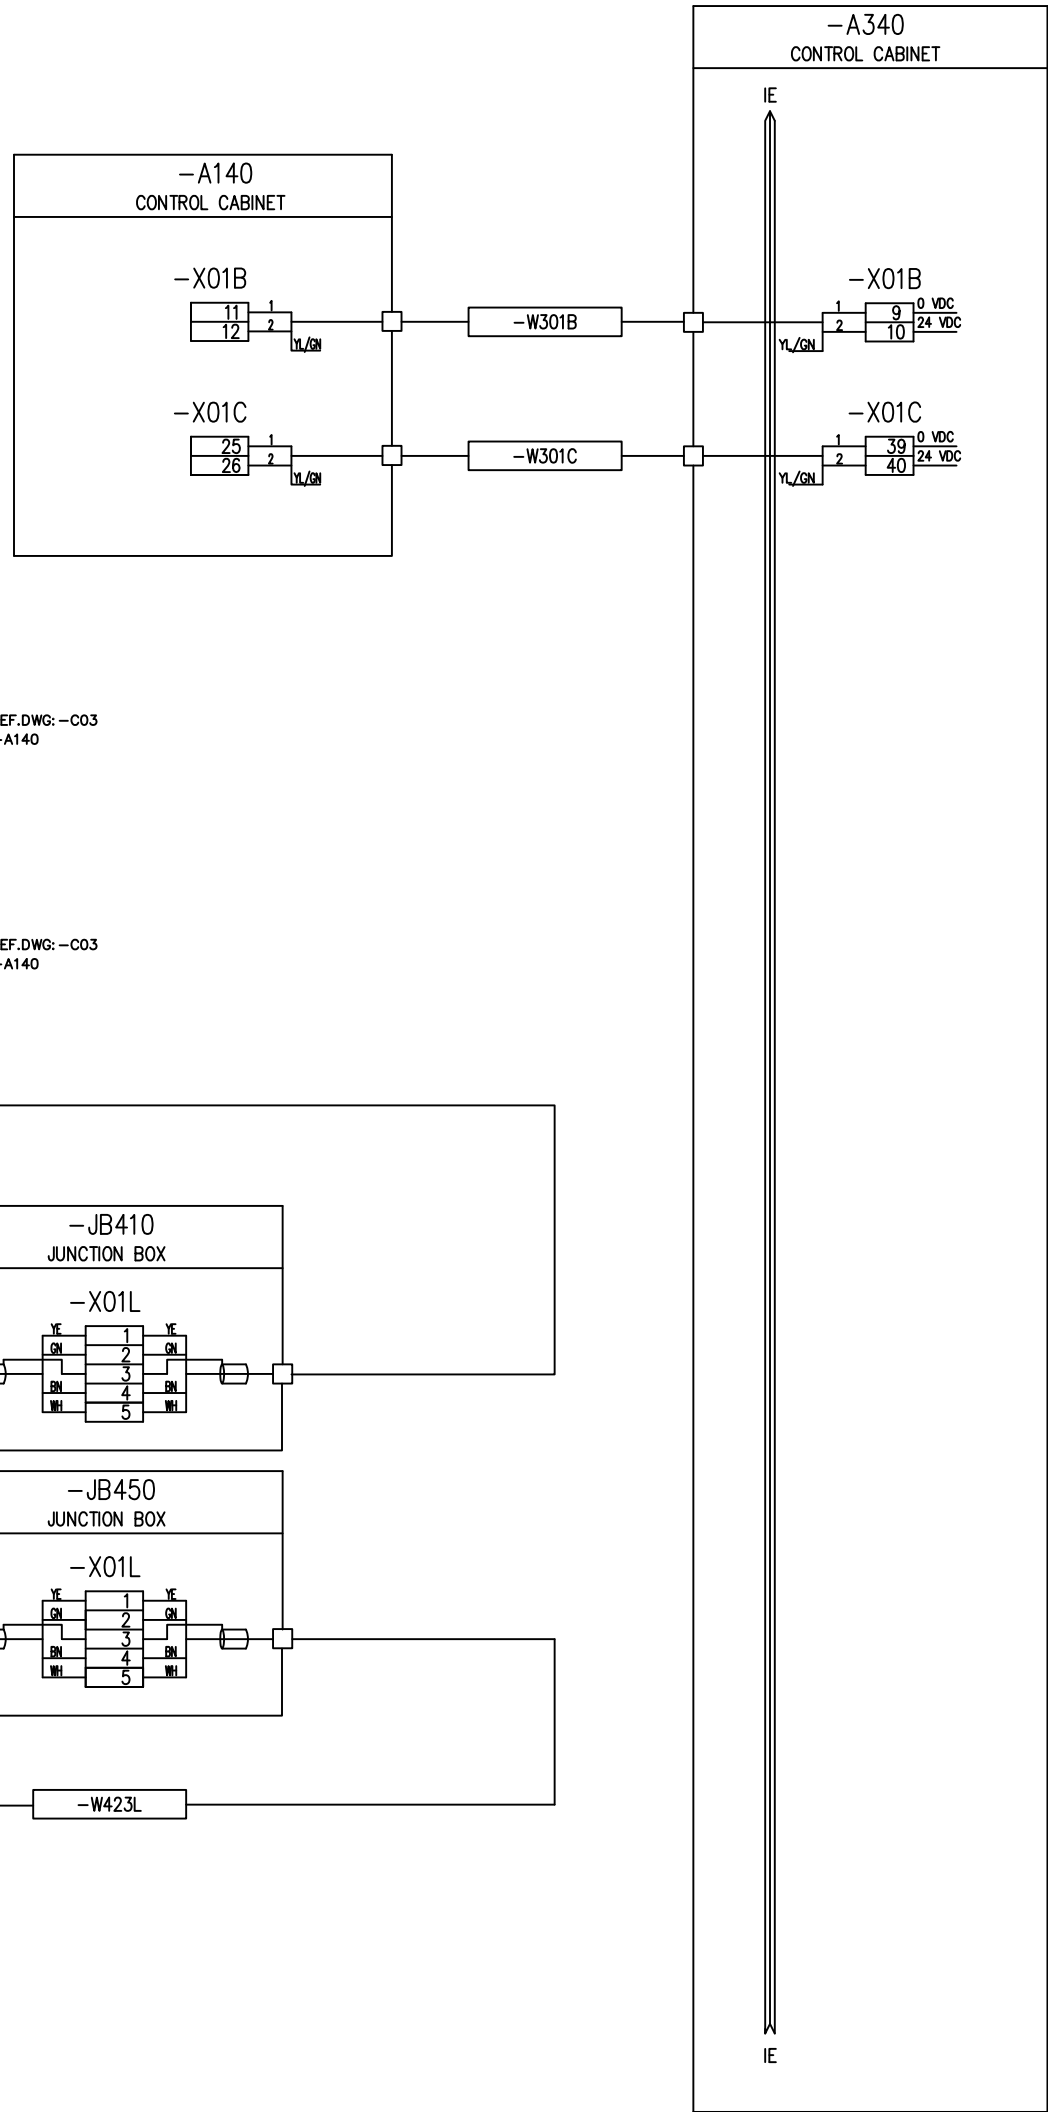 -A340
CONTROL CABINET
IE
-A140
CONTROL CABINET
-X01B
11 1
12 2
YL/GN
-W301B
-X01B
1 9 0 VDC
2 10 24 VDC
YL/GN
-X01C
25 1
26 2
YL/GN
-W301C
-X01C
1 39 0 VDC
2 40 24 VDC
YL/GN
EF.DWG: -C03
-A140
EF.DWG: -C03
-A140
-JB410
JUNCTION BOX
-X01L
YE 1 YE
GN 2 GN
3
BN 4 BN
WH 5 WH
-JB450
JUNCTION BOX
-X01L
YE 1 YE
GN 2 GN
3
BN 4 BN
WH 5 WH
-W423L
IE